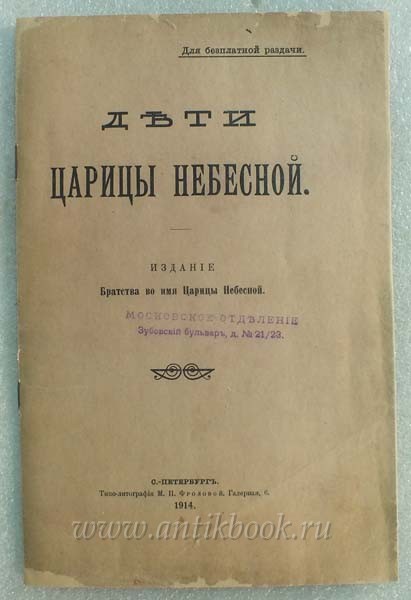 Для безплатной раздачи.
ДѢТИ
ЦАРИЦЫ НЕБЕСНОЙ.
ИЗДАНІЕ
Братства во имя Царицы Небесной.
МОСКОВСКОЕ ОТДѢЛЕНІЕ
Зубовскій бульваръ, д. № 21/23.
С.-ПЕТЕРБУРГЪ.
Типо-литографія М. П. Фроловой, Галерная, 6.
1914.
www.antikbook.ru